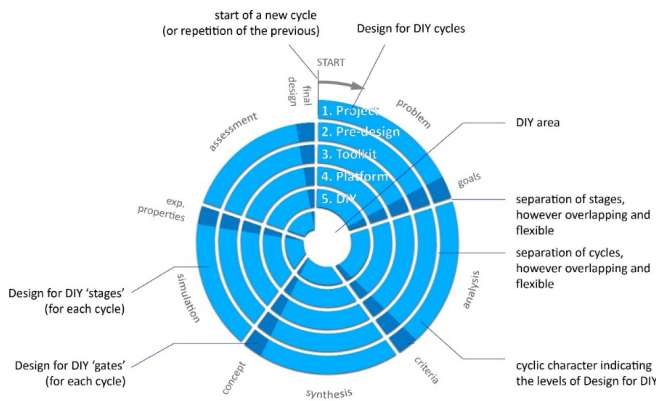 start of a new cycle
(or repetition of the previous)
Design for DIY cycles
START
final
design
problem
assessment
1. Project
2. Pre-design
3. Toolkit
4. Platform
5. DIY
DIY area
goals
exp.
properties
separation of stages,
however overlapping and
flexible
separation of cycles,
however overlapping and
flexible
analysis
Design for DIY ‘stages’
(for each cycle)
simulation
Design for DIY ‘gates’
(for each cycle)
concept
synthesis
criteria
cyclic character indicating
the levels of Design for DIY